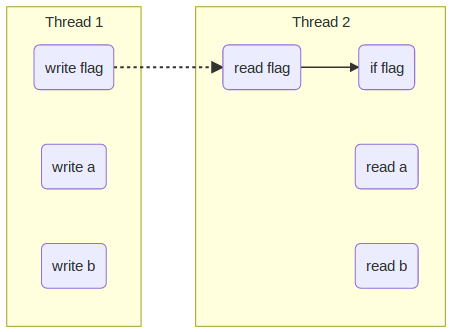 Thread 1
Thread 2
write flag
read flag
if flag
write a
read a
write b
read b